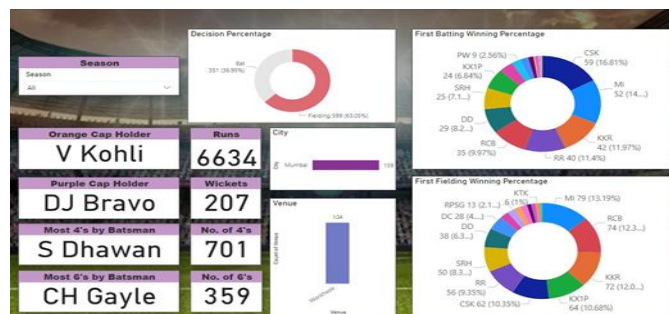 Decision Percentage
Bat
351 (36.95%)
Fielding 599 (63.05%)
First Batting Winning Percentage
PW 9 (2.56%)
CSK
59 (16.81%)
KX1P
24 (6.84%)
MI
52 (14....)
SRH
25 (7.1...)
DD
29 (8.2...)
KKR
42 (11.97%)
RCB
35 (9.97%)
RR 40 (11.4%)
Season
Season
All
Orange Cap Holder
V Kohli
Runs
6634
City
City
Mumbai
Purple Cap Holder
DJ Bravo
Wickets
207
Most 4's by Batsman
S Dhawan
No. of 4's
701
Most 6's by Batsman
CH Gayle
No. of 6's
359
Venue
104
Count of Venue
Venue
First Fielding Winning Percentage
KTK
6 (1%)
MI 79 (13.19%)
RPSG 13 (2.1...)
DC 28 (4....)
RCB
74 (12.3...)
DD
38 (6.3...)
SRH
50 (8.3...)
KKR
72 (12.0...)
RR
56 (9.35%)
CSK 62 (10.35%)
KX1P
64 (10.68%)